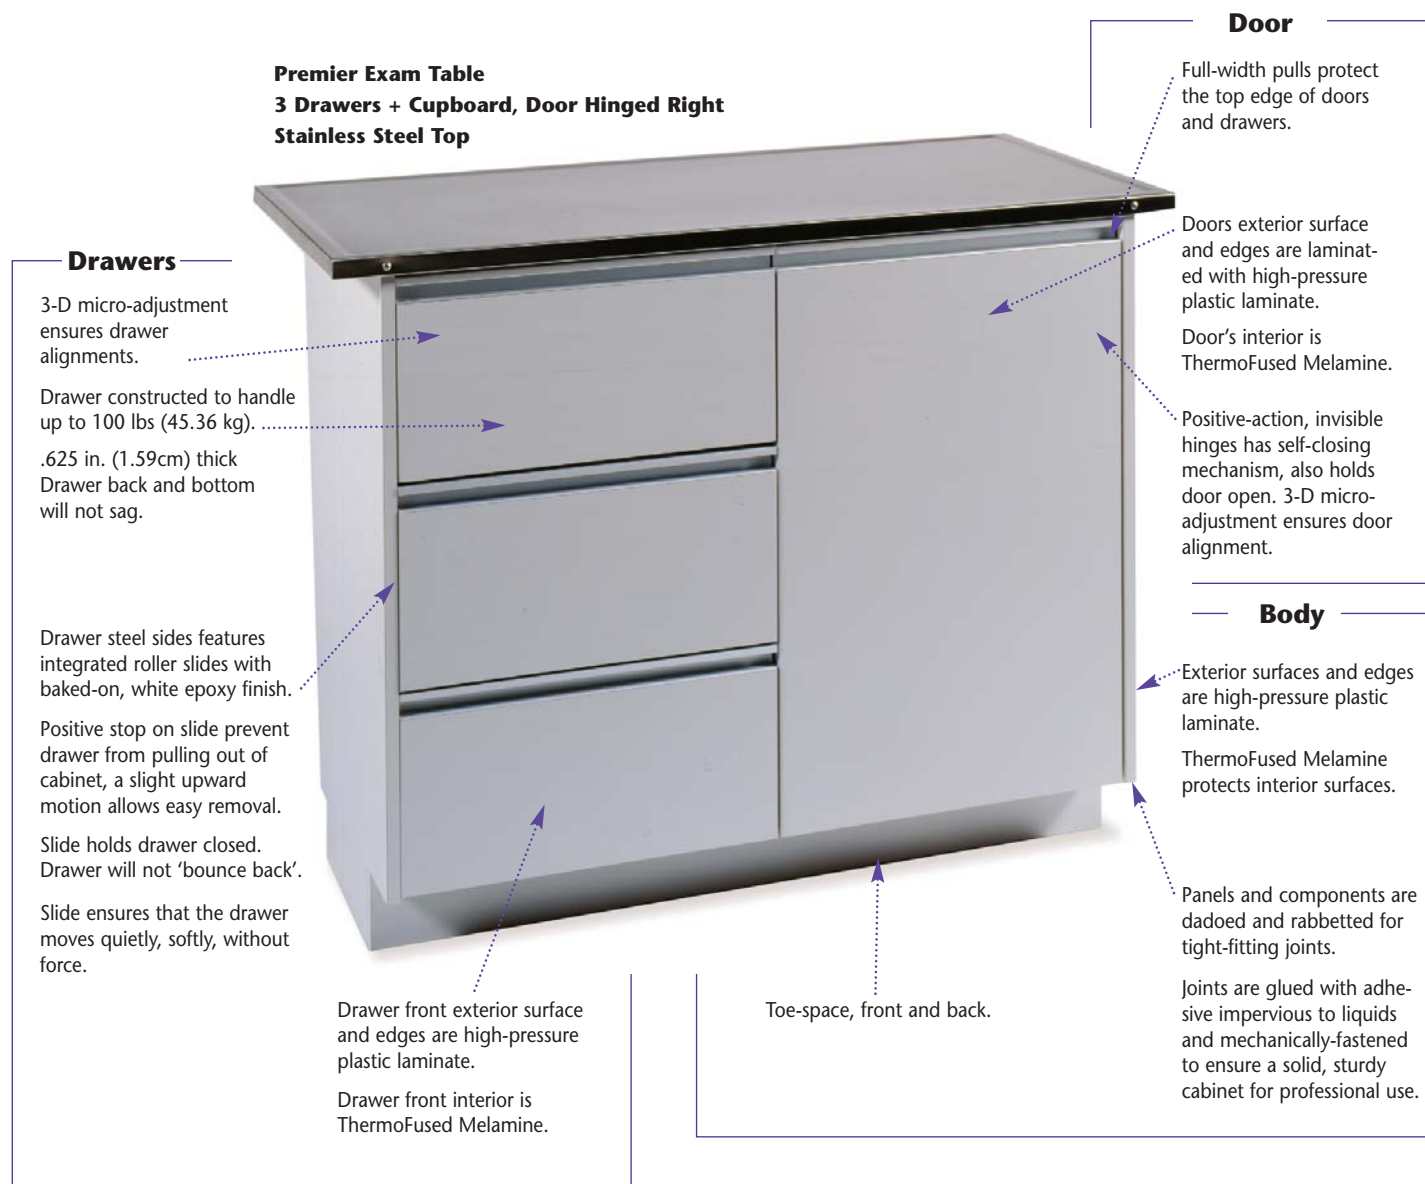 Premier Exam Table
3 Drawers + Cupboard, Door Hinged Right
Stainless Steel Top
Drawers
3-D micro-adjustment
ensures drawer
alignments.
Drawer constructed to handle
up to 100 lbs (45.36 kg).
.625 in. (1.59cm) thick
Drawer back and bottom
will not sag.
Drawer steel sides features
integrated roller slides with
baked-on, white epoxy finish.
Positive stop on slide prevent
drawer from pulling out of
cabinet, a slight upward
motion allows easy removal.
Slide holds drawer closed.
Drawer will not ‘bounce back’.
Slide ensures that the drawer
moves quietly, softly, without
force.
Drawer front exterior surface
and edges are high-pressure
plastic laminate.
Drawer front interior is
ThermoFused Melamine.
Door
Full-width pulls protect
the top edge of doors
and drawers.
Doors exterior surface
and edges are laminat-
ed with high-pressure
plastic laminate.
Door’s interior is
ThermoFused Melamine.
Positive-action, invisible
hinges has self-closing
mechanism, also holds
door open. 3-D micro-
adjustment ensures door
alignment.
Body
Exterior surfaces and edges
are high-pressure plastic
laminate.
ThermoFused Melamine
protects interior surfaces.
Panels and components are
dadoed and rabbetted for
tight-fitting joints.
Joints are glued with adhe-
sive impervious to liquids
and mechanically-fastened
to ensure a solid, sturdy
cabinet for professional use.
Toe-space, front and back.